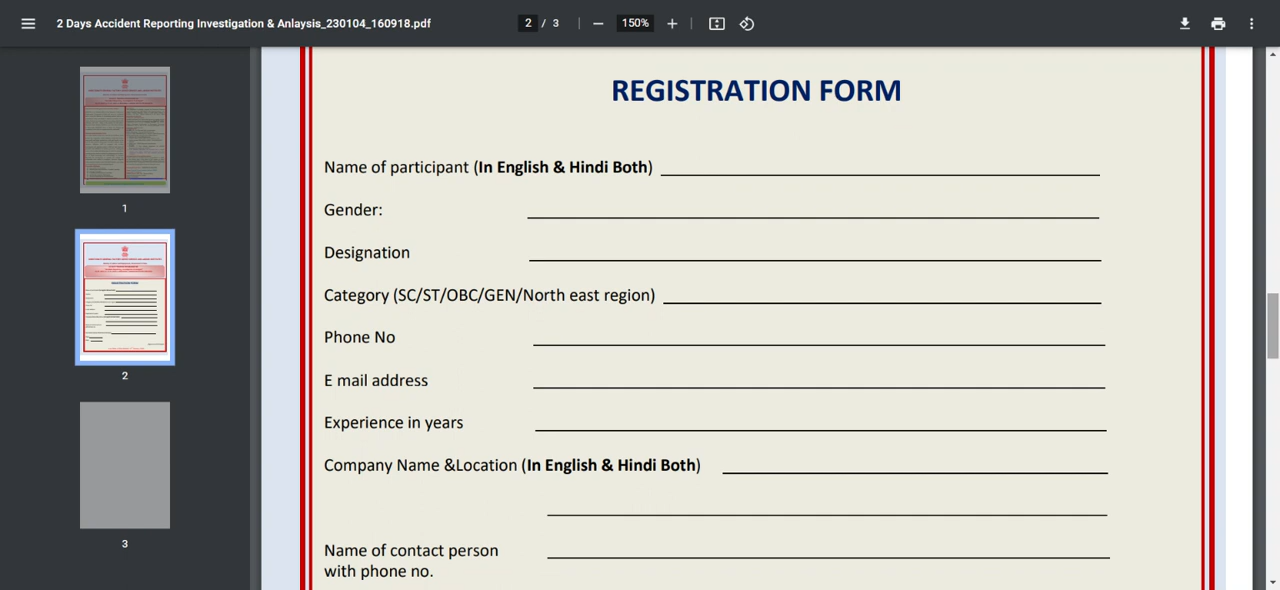 2 Days Accident Reporting Investigation & Anlaysis_230104_160918.pdf
2 / 3
150%
1
2
3
REGISTRATION FORM
Name of participant (In English & Hindi Both)
Gender:
Designation
Category (SC/ST/OBC/GEN/North east region)
Phone No
E mail address
Experience in years
Company Name &Location (In English & Hindi Both)
Name of contact person
with phone no.